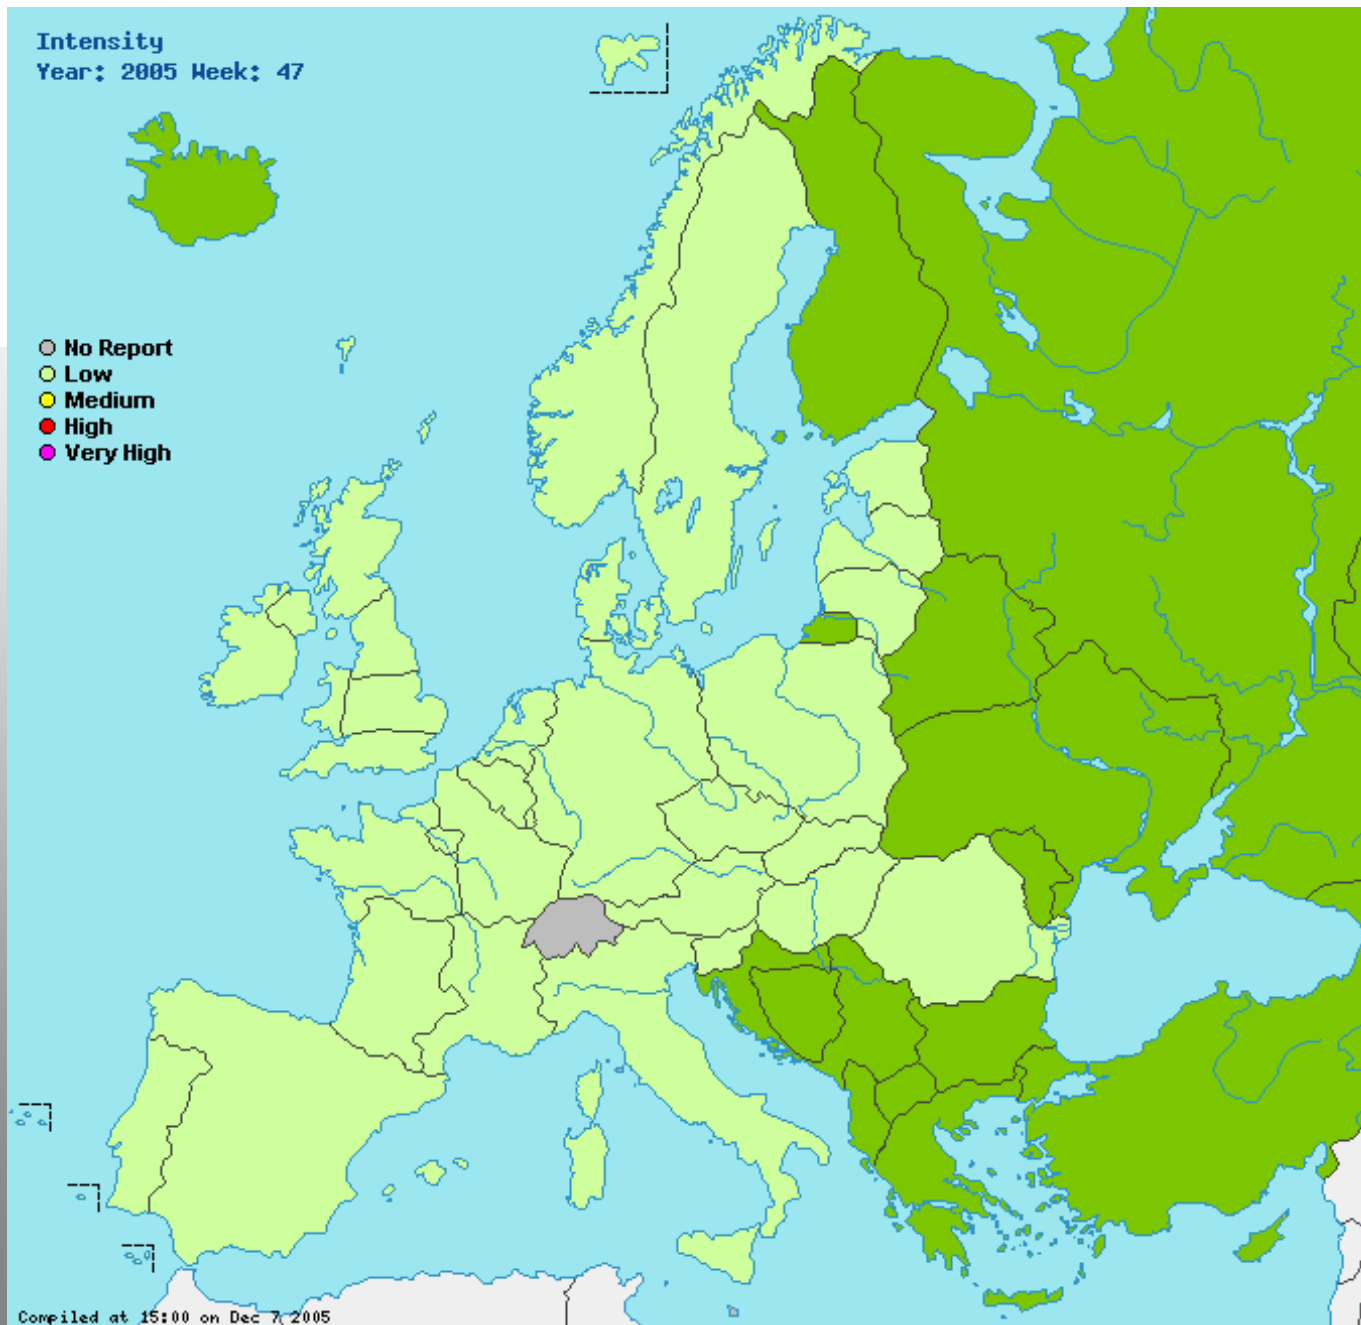 Intensity
Year: 2005 Week: 47
No Report
Low
Medium
High
Very High
Compiled at 15:00 on Dec 7 2005